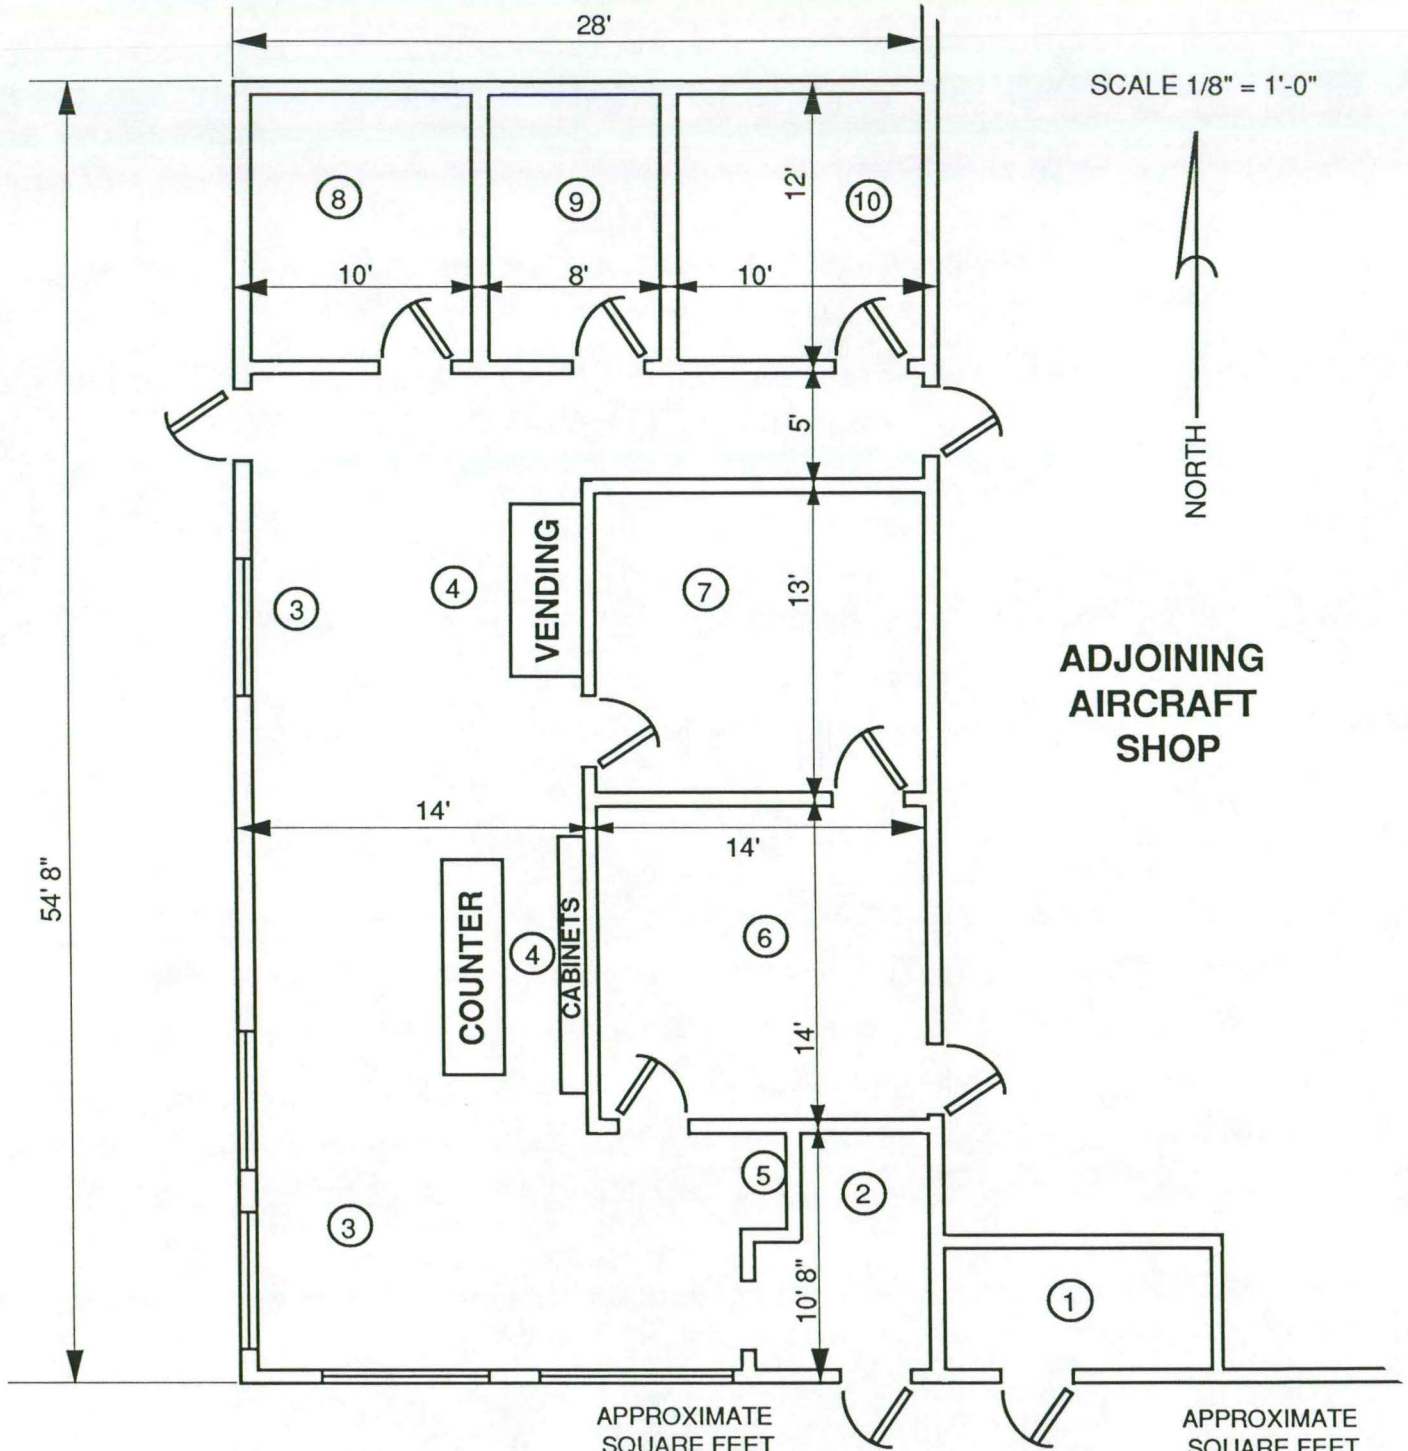 28'
SCALE 1/8" = 1'-0"
8
9
12'
10
10'
8'
10'
5'
NORTH
VENDING
3
4
7
13'
ADJOINING
AIRCRAFT
SHOP
14'
14'
54' 8"
COUNTER
4
CABINETS
6
14'
5
2
3
10' 8"
1
APPROXIMATE
SQUARE FEET
APPROXIMATE
SQUARE FEET